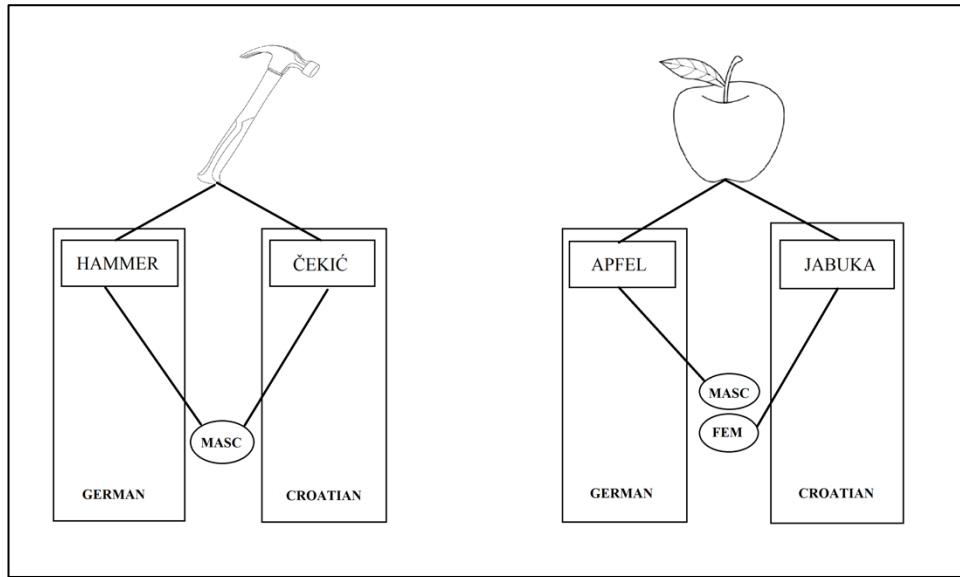 HAMMER
ČEKIĆ
MASC
GERMAN
CROATIAN
APFEL
JABUKA
MASC
FEM
GERMAN
CROATIAN